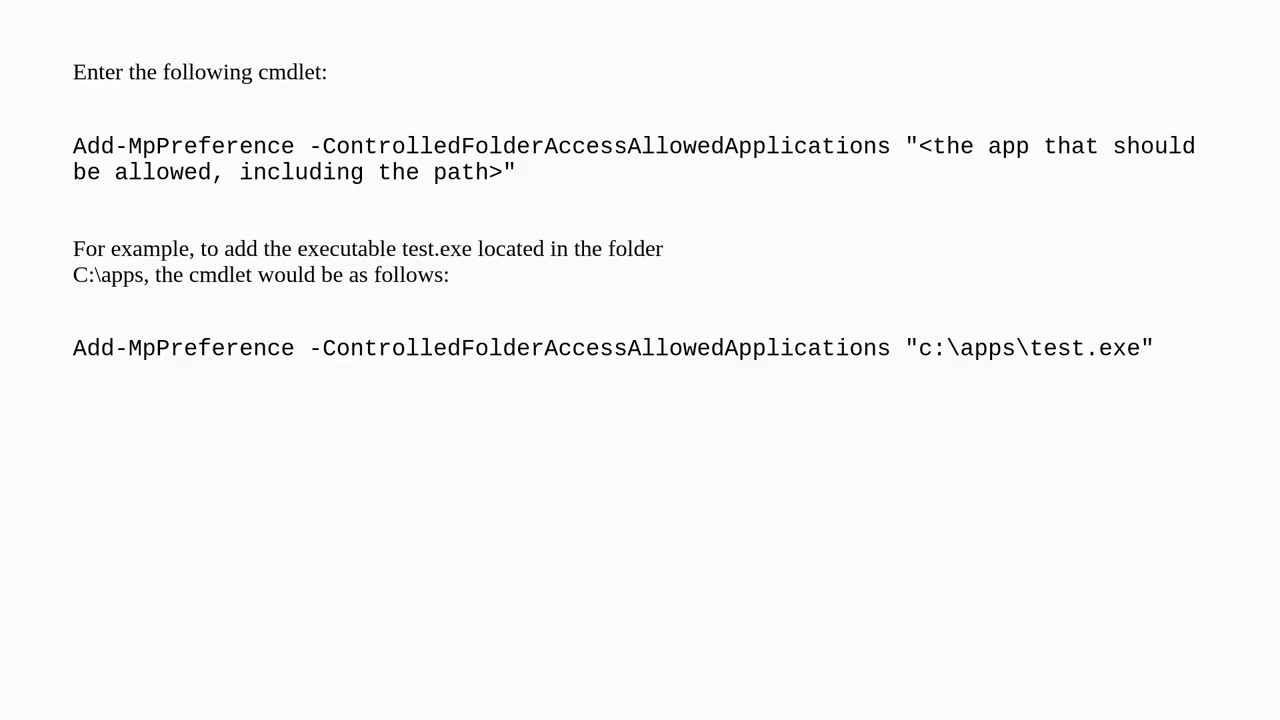 Enter the following cmdlet:
Add-MpPreference -ControlledFolderAccessAllowedApplications "<the app that should
be allowed, including the path>"
For example, to add the executable test.exe located in the folder
C:\apps, the cmdlet would be as follows:
Add-MpPreference -ControlledFolderAccessAllowedApplications "c:\apps\test.exe"